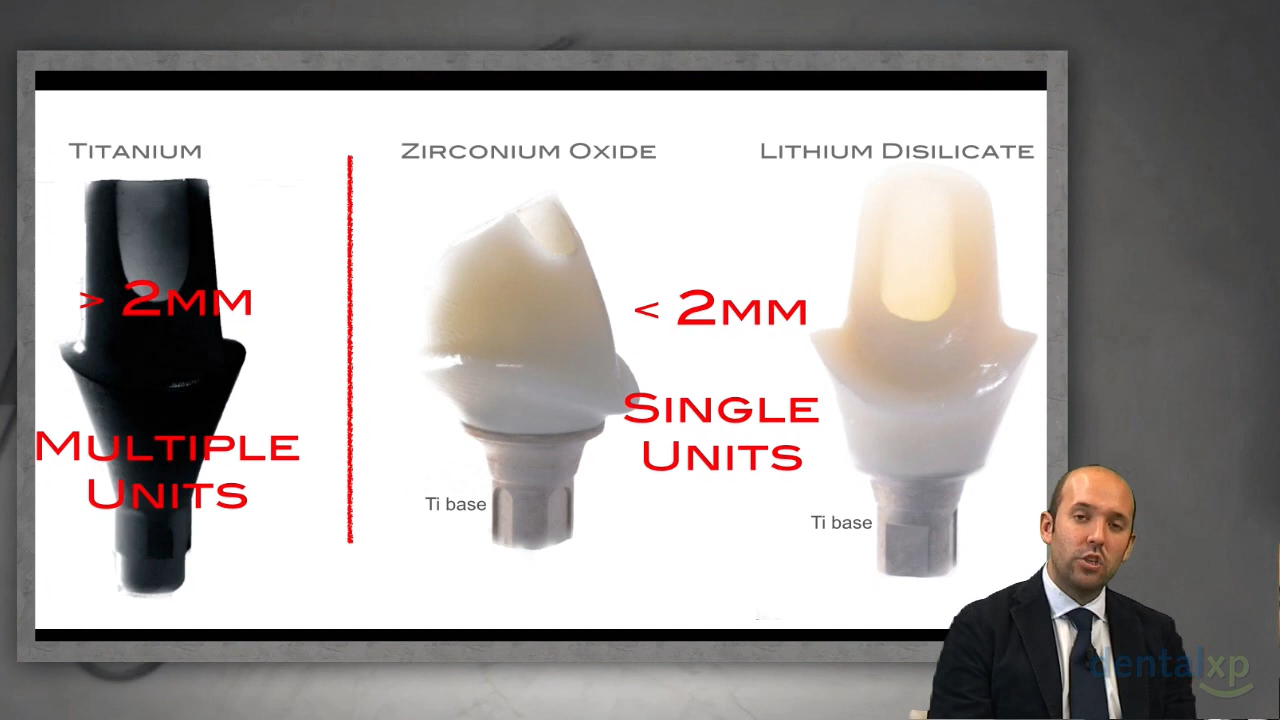 Titanium
Zirconium Oxide
Lithium Disilicate
> 2mm
Multiple
Units
< 2mm
Single
Units
Ti base
Ti base
dentalxp